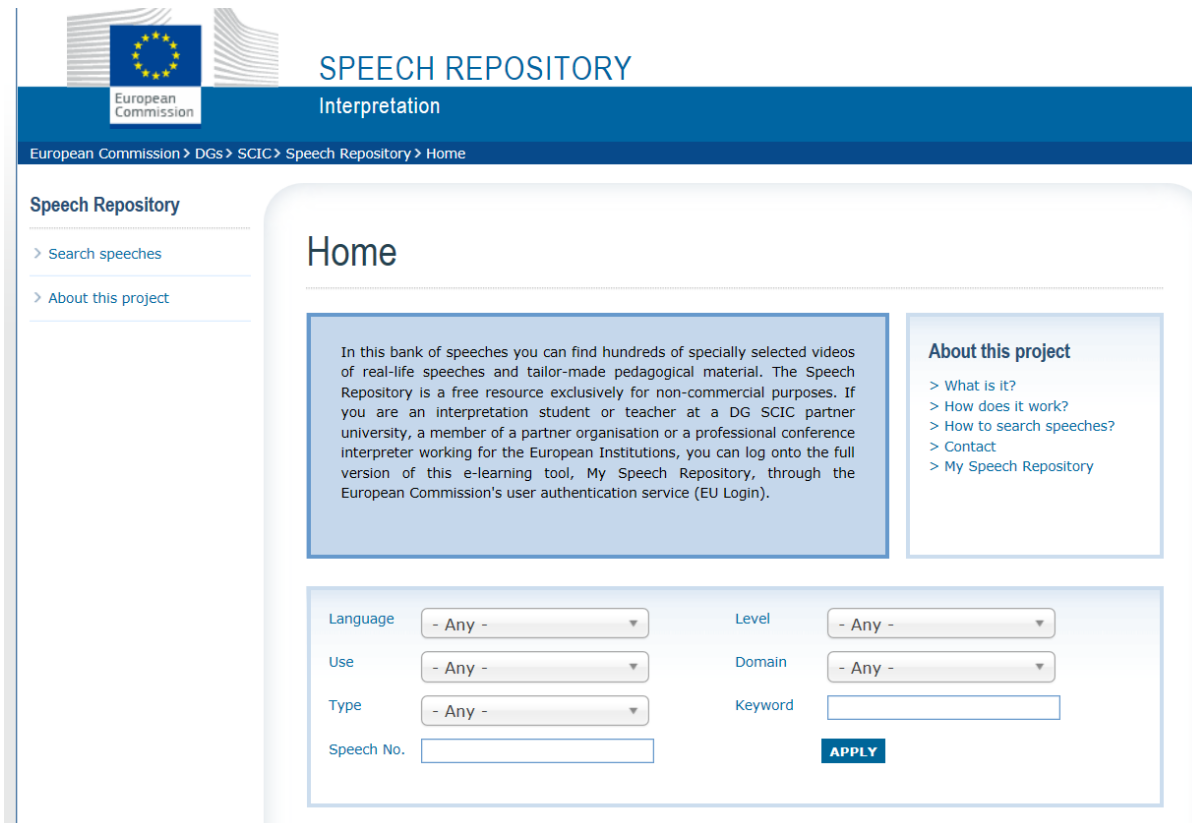 European
Commission
SPEECH REPOSITORY
Interpretation
European Commission > DGs > SCIC > Speech Repository > Home
Speech Repository
> Search speeches
> About this project
Home
In this bank of speeches you can find hundreds of specially selected videos
of real-life speeches and tailor-made pedagogical material. The Speech
Repository is a free resource exclusively for non-commercial purposes. If
you are an interpretation student or teacher at a DG SCIC partner
university, a member of a partner organisation or a professional conference
interpreter working for the European Institutions, you can log onto the full
version of this e-learning tool, My Speech Repository, through the
European Commission's user authentication service (EU Login).
About this project
> What is it?
> How does it work?
> How to search speeches?
> Contact
> My Speech Repository
Language - Any - Level - Any -
Use - Any - Domain - Any -
Type - Any - Keyword
Speech No. APPLY